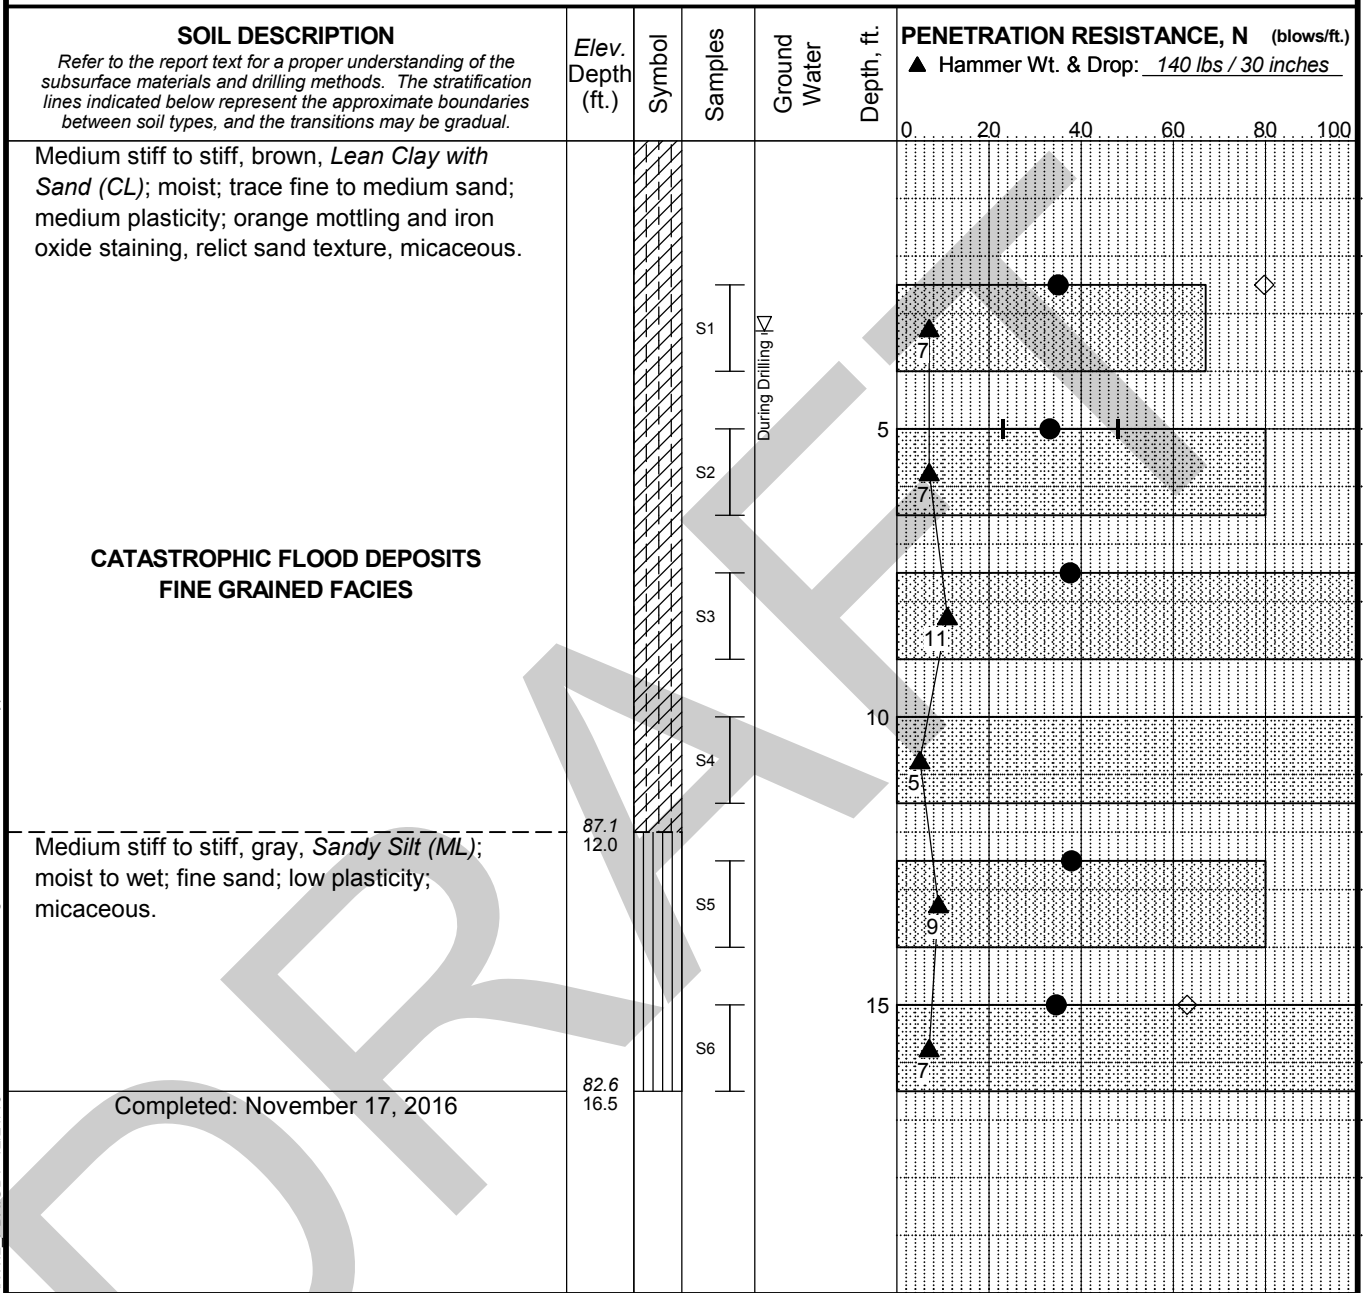 SOIL DESCRIPTION
Refer to the report text for a proper understanding of the
subsurface materials and drilling methods. The stratification
lines indicated below represent the approximate boundaries
between soil types, and the transitions may be gradual.
Elev.
Depth
(ft.)
Symbol
Samples
Ground
Water
Depth, ft.
PENETRATION RESISTANCE, N (blows/ft.)
▲ Hammer Wt. & Drop: 140 lbs / 30 inches
0 20 40 60 80 100
Medium stiff to stiff, brown, Lean Clay with
Sand (CL); moist; trace fine to medium sand;
medium plasticity; orange mottling and iron
oxide staining, relict sand texture, micaceous.
S1
During Drilling
7
5
S2
7
CATASTROPHIC FLOOD DEPOSITS
FINE GRAINED FACIES
S3
11
10
S4
5
87.1
12.0
Medium stiff to stiff, gray, Sandy Silt (ML);
moist to wet; fine sand; low plasticity;
micaceous.
S5
9
15
S6
7
82.6
16.5
Completed: November 17, 2016
DRAFT